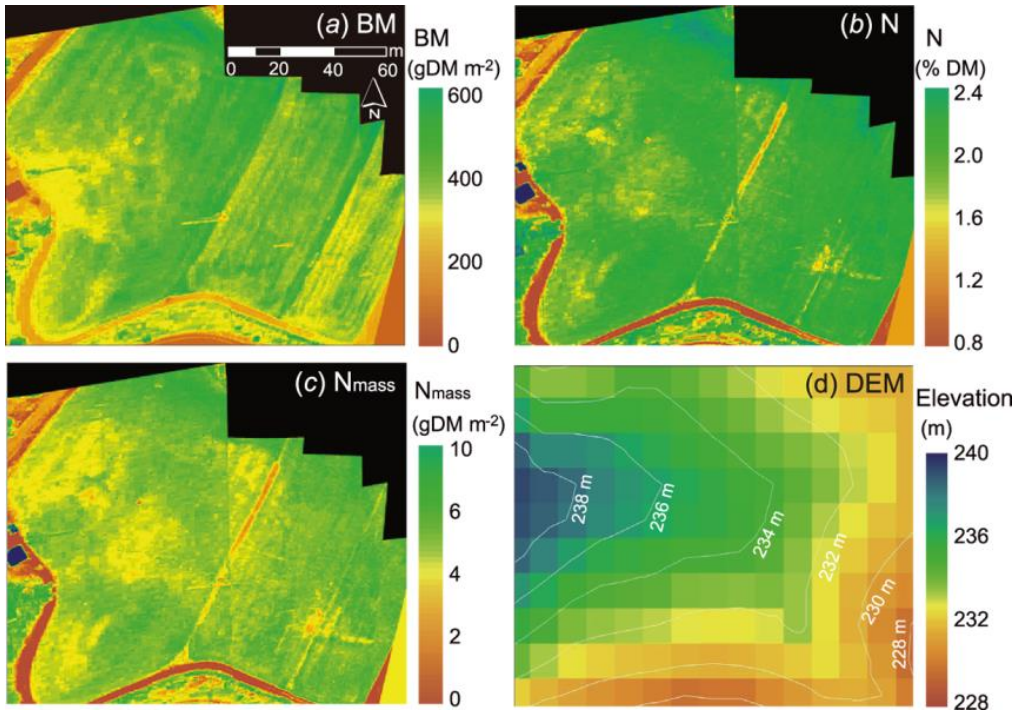 (a) BM
m
0 20 40 60
N
BM
(gDM m⁻²)
600
400
200
0
(b) N
N
(% DM)
2.4
2.0
1.6
1.2
0.8
(c) Nmass
Nmass
(gDM m⁻²)
10
6
4
2
0
(d) DEM
238 m
236 m
234 m
232 m
230 m
228 m
Elevation
(m)
240
236
232
228